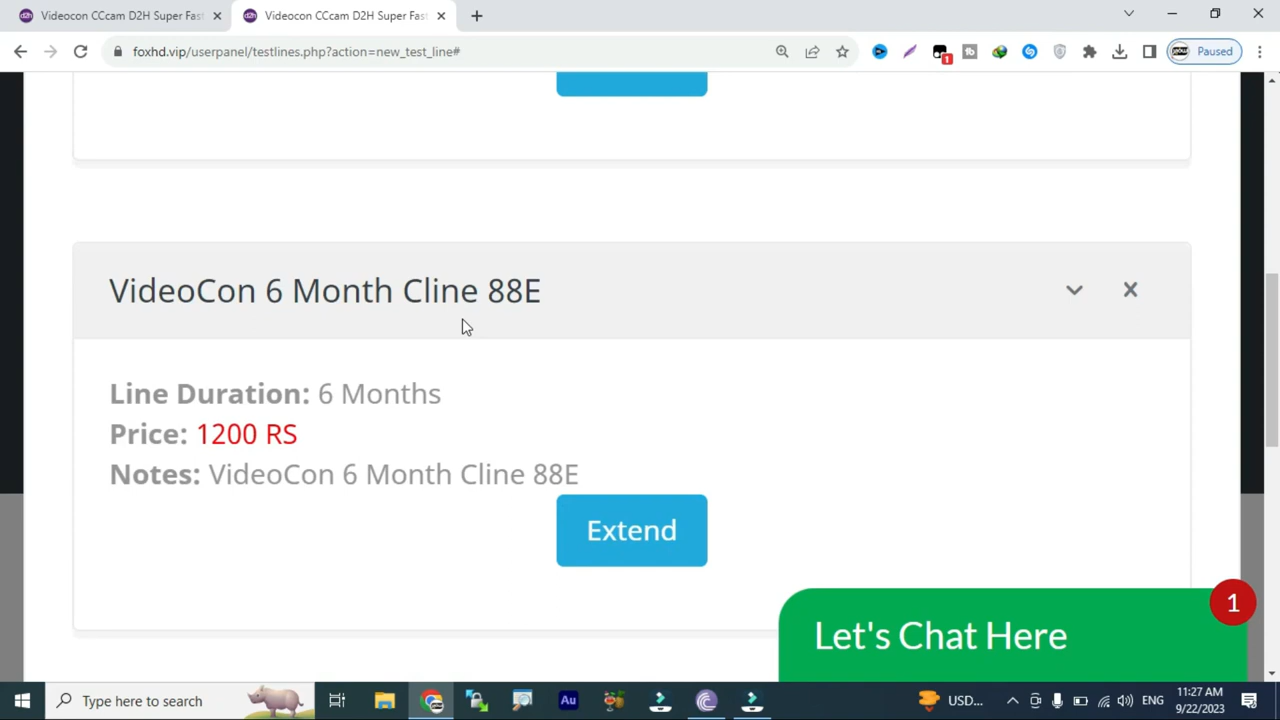 Videocon CCcam D2H Super Fast
Videocon CCcam D2H Super Fast
foxhd.vip/userpanel/testlines.php?action=new_test_line#
1
Paused
VideoCon 6 Month Cline 88E
Line Duration: 6 Months
Price: 1200 RS
Notes: VideoCon 6 Month Cline 88E
Extend
1
Let's Chat Here
Type here to search
Au
USD...
ENG
11:27 AM
9/22/2023